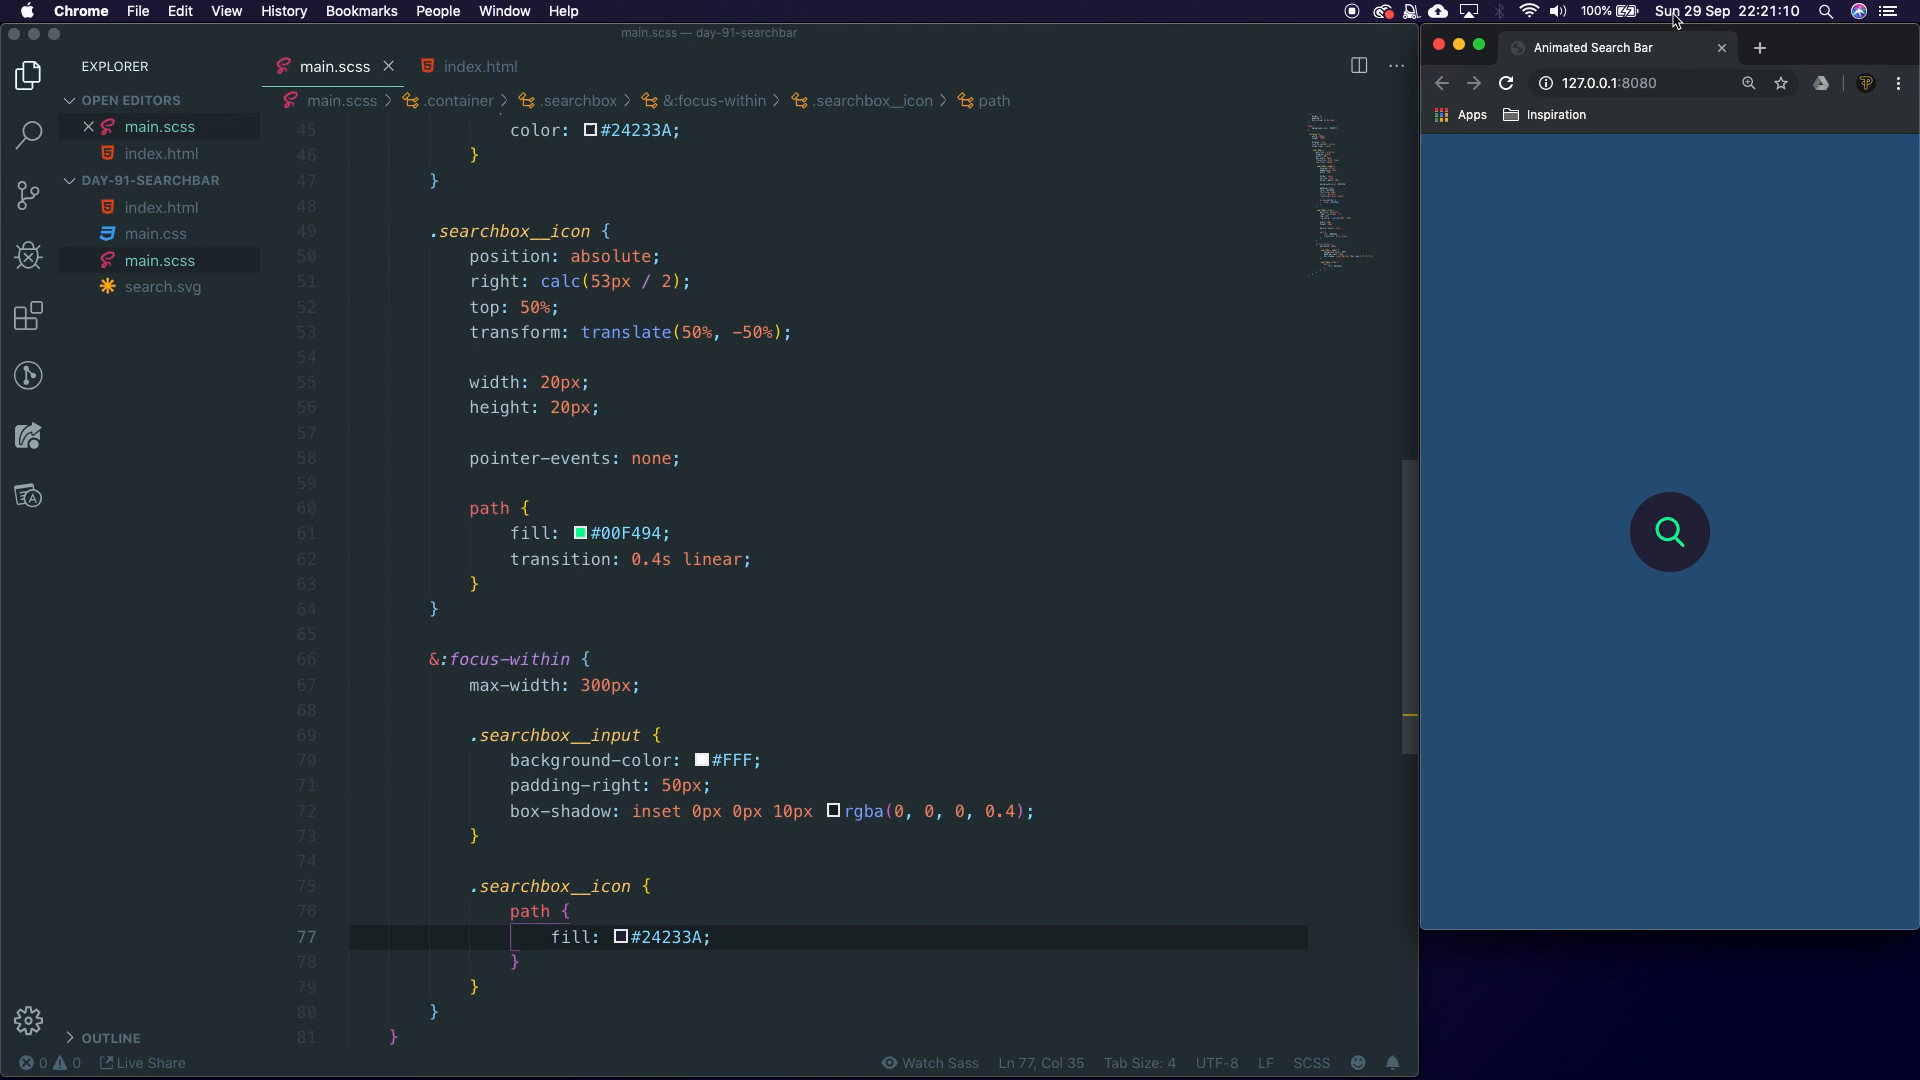 Chrome File Edit View History Bookmarks People Window Help 100% Sun 29 Sep 22:21:10
main.scss — day-91-searchbar
EXPLORER
OPEN EDITORS
main.scss
index.html
DAY-91-SEARCHBAR
index.html
main.css
main.scss
search.svg
OUTLINE
main.scss
index.html
main.scss > .container > .searchbox > &:focus-within > .searchbox__icon > path
45 color: #24233A;
46 }
47 }
48
49 .searchbox__icon {
50 position: absolute;
51 right: calc(53px / 2);
52 top: 50%;
53 transform: translate(50%, -50%);
54
55 width: 20px;
56 height: 20px;
57
58 pointer-events: none;
59
60 path {
61 fill: #00F494;
62 transition: 0.4s linear;
63 }
64 }
65
66 &:focus-within {
67 max-width: 300px;
68
69 .searchbox__input {
70 background-color: #FFF;
71 padding-right: 50px;
72 box-shadow: inset 0px 0px 10px rgba(0, 0, 0, 0.4);
73 }
74
75 .searchbox__icon {
76 path {
77 fill: #24233A;
78 }
79 }
80 }
81 }
0 0 Live Share Watch Sass Ln 77, Col 35 Tab Size: 4 UTF-8 LF SCSS
Animated Search Bar
127.0.0.1:8080
Apps Inspiration